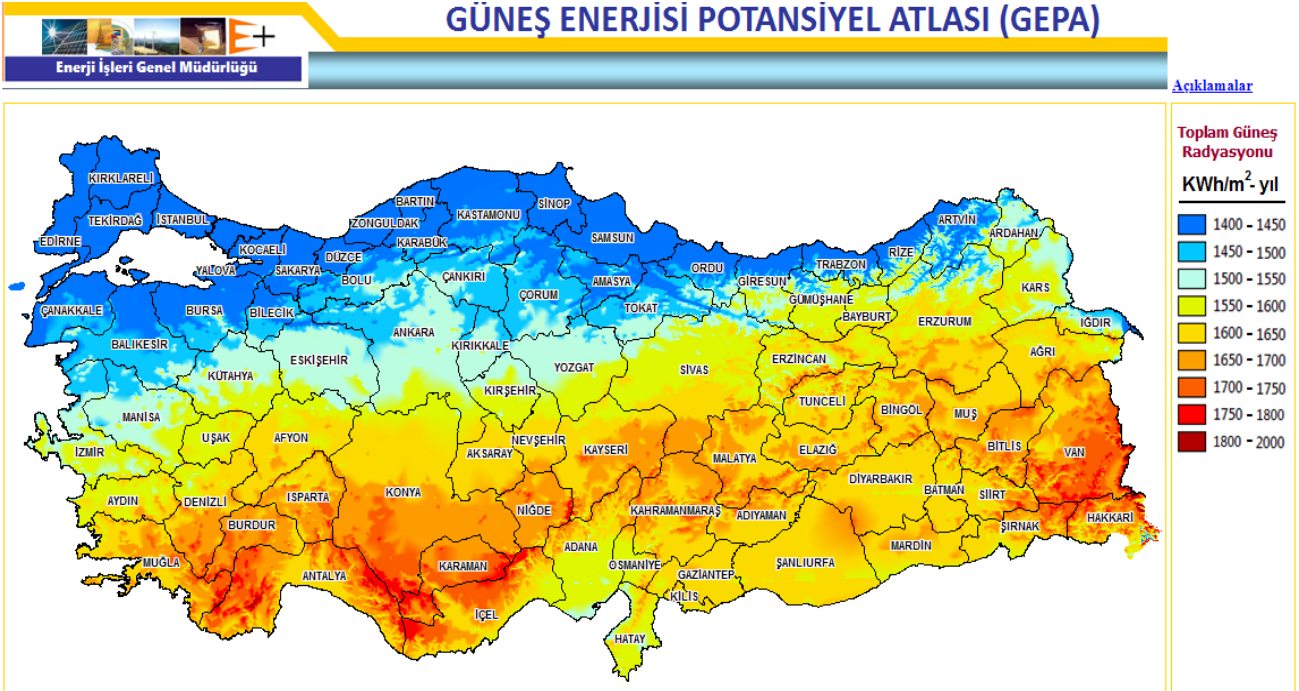 GÜNEŞ ENERJİSİ POTANSİYEL ATLASI (GEPA)
E+
Enerji İşleri Genel Müdürlüğü
Açıklamalar
Toplam Güneş
Radyasyonu
KWh/m²- yıl
1400 - 1450
1450 - 1500
1500 - 1550
1550 - 1600
1600 - 1650
1650 - 1700
1700 - 1750
1750 - 1800
1800 - 2000
KIRKLARELİ
TEKİRDAĞ
İSTANBUL
EDİRNE
KOCAELİ
YALOVA
SAKARYA
DÜZCE
ZONGULDAK
BARTIN
KARABÜK
KASTAMONU
SİNOP
SAMSUN
BOLU
ÇANKIRI
AMASYA
ORDU
GİRESUN
TRABZON
RİZE
ARTVİN
ARDAHAN
ÇANAKKALE
BURSA
BİLECİK
ÇORUM
TOKAT
GÜMÜŞHANE
BAYBURT
KARS
BALIKESİR
ANKARA
KIRIKKALE
ERZURUM
IĞDIR
KÜTAHYA
ESKİŞEHİR
YOZGAT
SİVAS
ERZİNCAN
AĞRI
KIRŞEHİR
MANİSA
TUNCELİ
BİNGÖL
MUŞ
UŞAK
AFYON
NEVŞEHİR
İZMİR
AKSARAY
KAYSERİ
MALATYA
ELAZIĞ
BİTLİS
VAN
AYDIN
DENİZLİ
ISPARTA
KONYA
DİYARBAKIR
BATMAN
SİİRT
NİĞDE
KAHRAMANMARAŞ
ADIYAMAN
BURDUR
ŞIRNAK
HAKKARİ
MUĞLA
ANTALYA
KARAMAN
ADANA
OSMANİYE
GAZİANTEP
ŞANLIURFA
MARDİN
KİLİS
İÇEL
HATAY